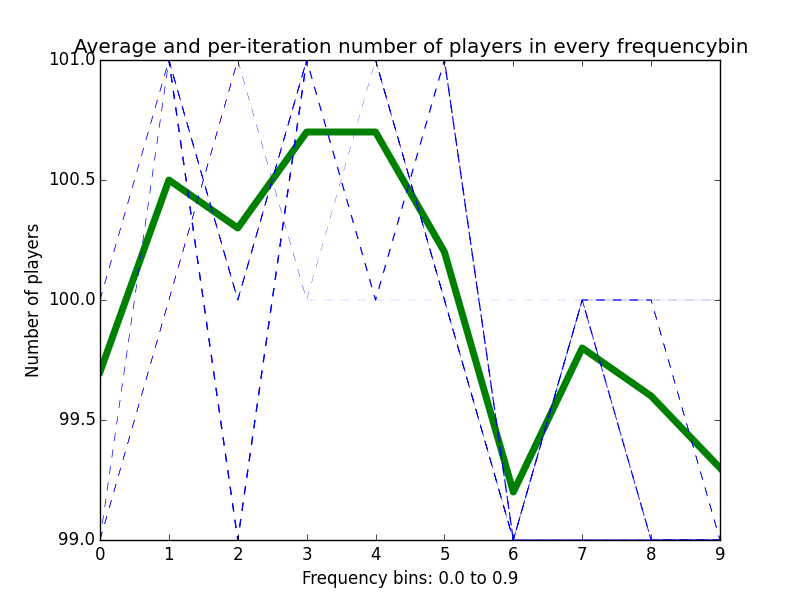 Average and per-iteration number of players in every frequencybin
101.0
100.5
100.0
99.5
99.0
Number of players
0 1 2 3 4 5 6 7 8 9
Frequency bins: 0.0 to 0.9